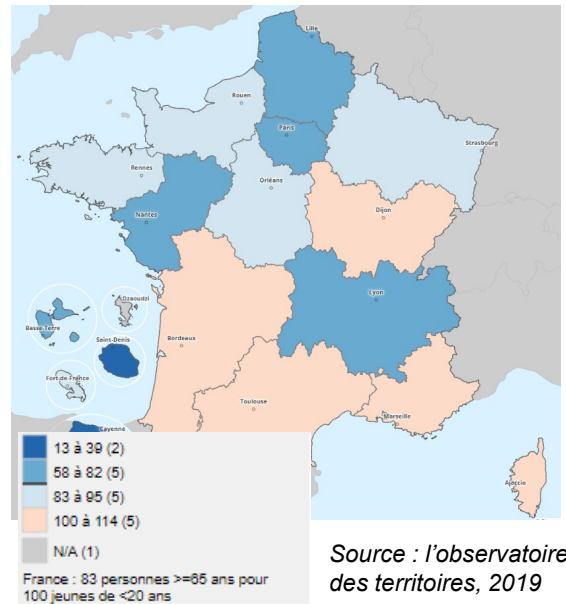 Lille
Rouen
Paris
Strasbourg
Rennes
Orléans
Nantes
Dijon
Lyon
Dzaoudzi
Basse-Terre
Saint-Denis
Bordeaux
Fort-de-France
Toulouse
Marseille
Cayenne
Ajaccio
13 à 39 (2)
58 à 82 (5)
83 à 95 (5)
100 à 114 (5)
N/A (1)
France : 83 personnes >=65 ans pour
100 jeunes de <20 ans
Source : l'observatoire
des territoires, 2019